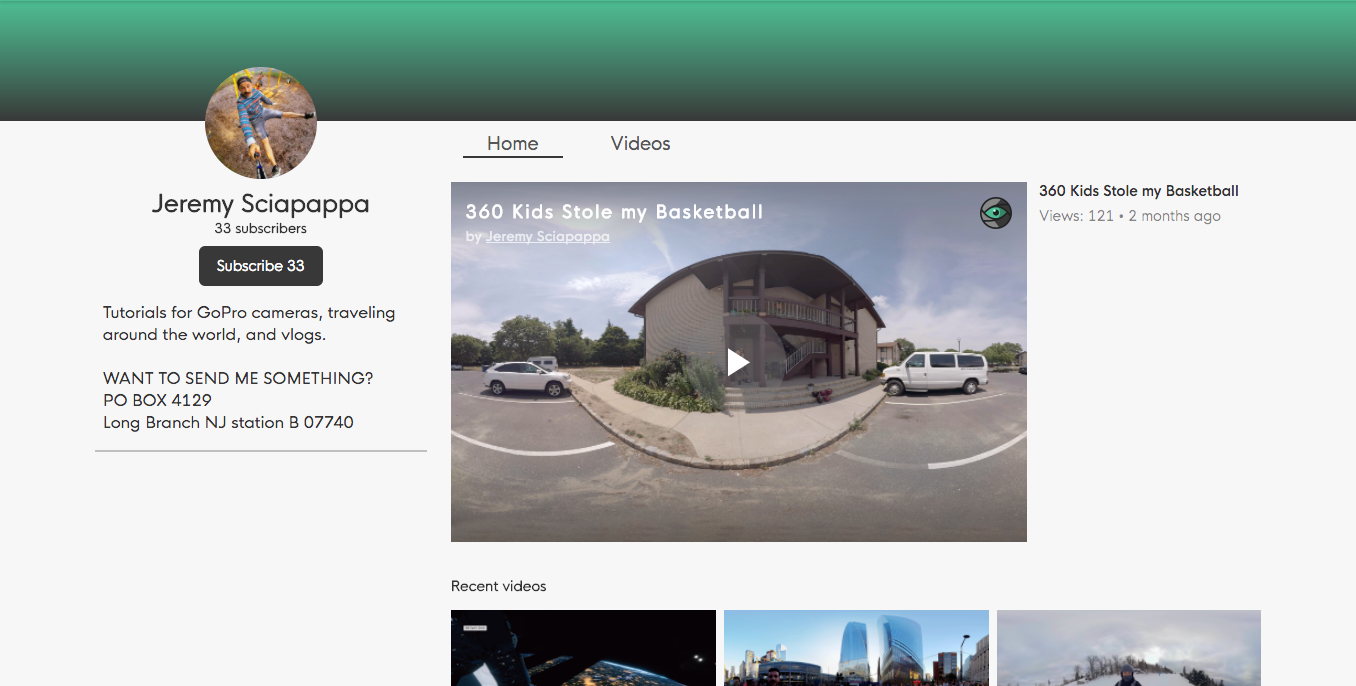 Home
Videos
Jeremy Sciapappa
33 subscribers
Subscribe 33
Tutorials for GoPro cameras, traveling
around the world, and vlogs.
WANT TO SEND ME SOMETHING?
PO BOX 4129
Long Branch NJ station B 07740
360 Kids Stole my Basketball
by Jeremy Sciapappa
360 Kids Stole my Basketball
Views: 121 • 2 months ago
Recent videos